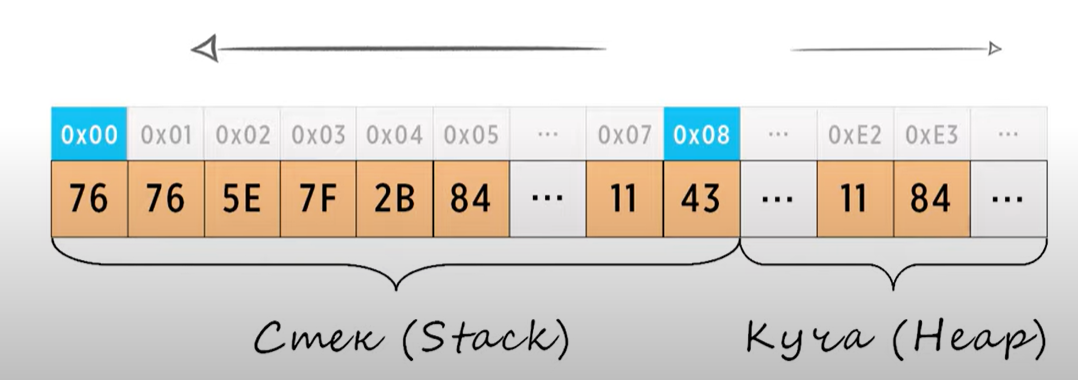 0x00 0x01 0x02 0x03 0x04 0x05 ... 0x07 0x08 ... 0xE2 0xE3 ...
76 76 5E 7F 2B 84 ... 11 43 ... 11 84 ...
Стек (Stack) Куча (Heap)